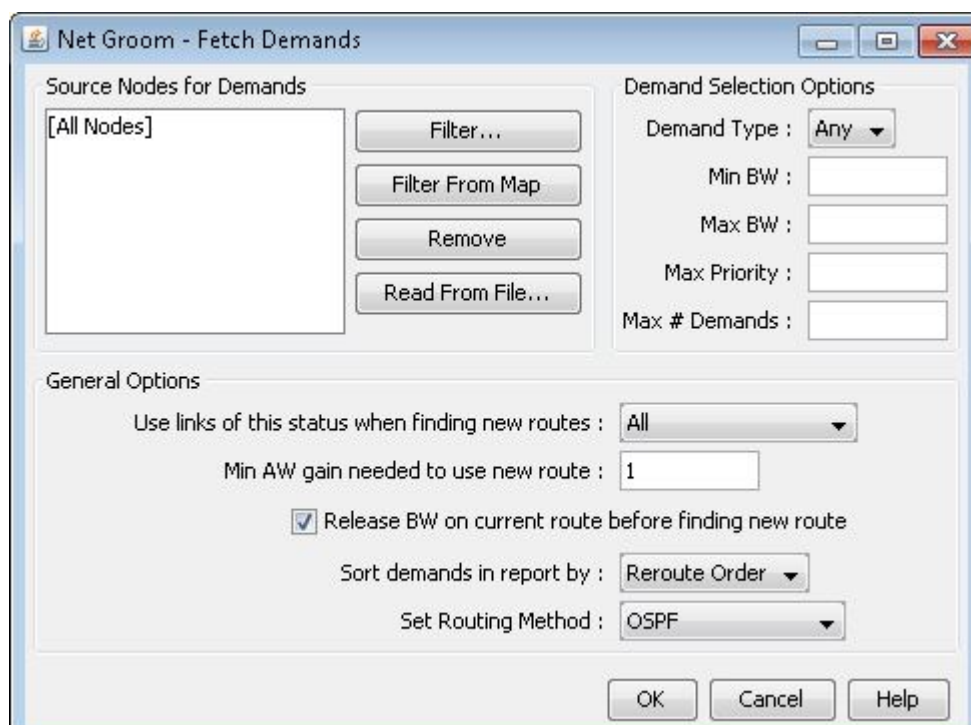 Net Groom - Fetch Demands
Source Nodes for Demands
[All Nodes]
Filter...
Filter From Map
Remove
Read From File...
Demand Selection Options
Demand Type : Any
Min BW :
Max BW :
Max Priority :
Max # Demands :
General Options
Use links of this status when finding new routes : All
Min AW gain needed to use new route : 1
Release BW on current route before finding new route
Sort demands in report by : Reroute Order
Set Routing Method : OSPF
OK Cancel Help